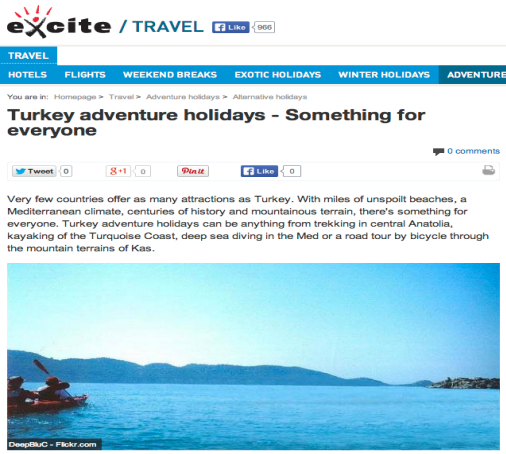 excite / TRAVEL Like 966
TRAVEL
HOTELS FLIGHTS WEEKEND BREAKS EXOTIC HOLIDAYS WINTER HOLIDAYS ADVENTURE
You are in: Homepage > Travel > Adventure holidays > Alternative holidays
Turkey adventure holidays - Something for
everyone
0 comments
Tweet 0 g+1 0 Pin it Like 0
Very few countries offer as many attractions as Turkey. With miles of unspoilt beaches, a
Mediterranean climate, centuries of history and mountainous terrain, there's something for
everyone. Turkey adventure holidays can be anything from trekking in central Anatolia,
kayaking of the Turquoise Coast, deep sea diving in the Med or a road tour by bicycle through
the mountain terrains of Kas.
DeepBluC - Flickr.com